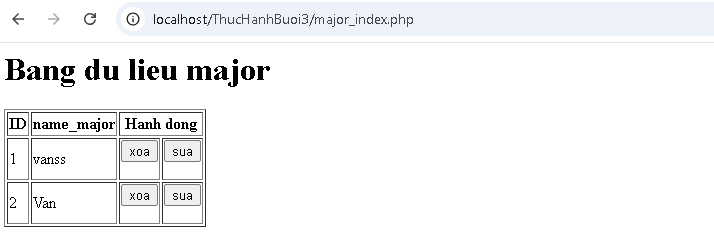 localhost/ThucHanhBuoi3/major_index.php
Bang du lieu major
ID name_major Hanh dong
1 vanss xoa sua
2 Van xoa sua